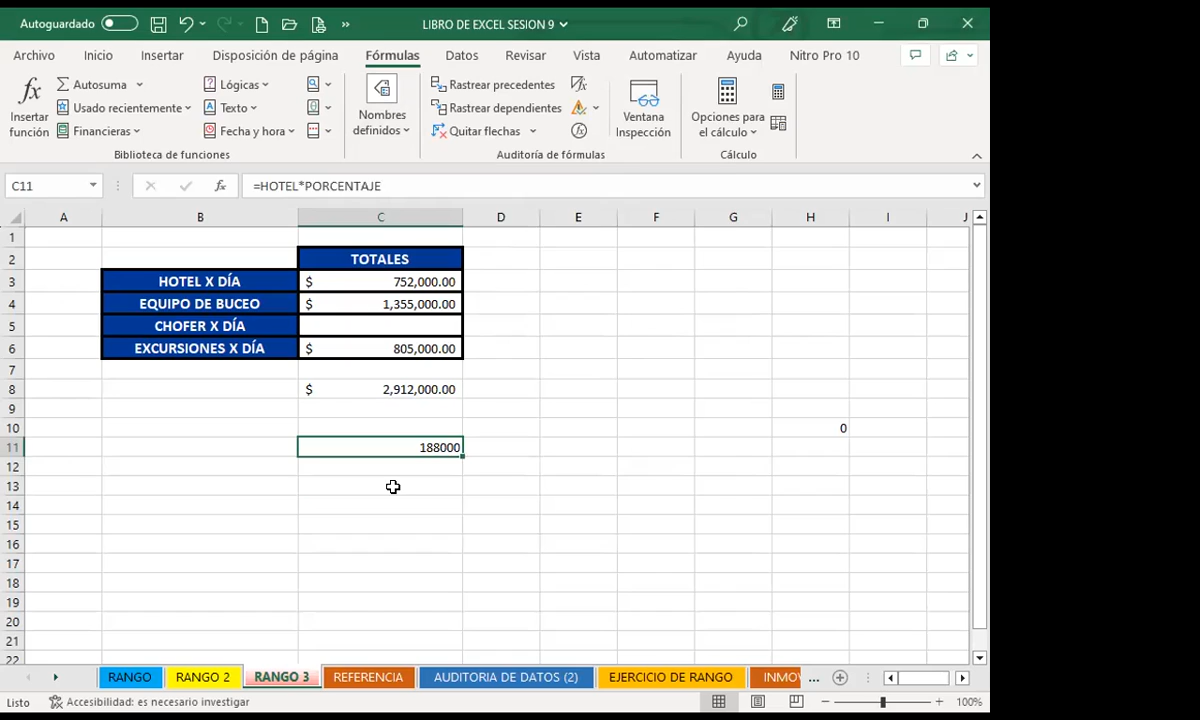 Autoguardado
LIBRO DE EXCEL SESION 9
Archivo Inicio Insertar Disposición de página Fórmulas Datos Revisar Vista Automatizar Ayuda Nitro Pro 10
Insertar función
Autosuma
Usado recientemente
Financieras
Lógicas
Texto
Fecha y hora
Biblioteca de funciones
Nombres definidos
Rastrear precedentes
Rastrear dependientes
Quitar flechas
Auditoría de fórmulas
Ventana Inspección
Opciones para el cálculo
Cálculo
C11 fx =HOTEL*PORCENTAJE
A B C D E F G H I J
1
2 TOTALES
3 HOTEL X DÍA $ 752,000.00
4 EQUIPO DE BUCEO $ 1,355,000.00
5 CHOFER X DÍA
6 EXCURSIONES X DÍA $ 805,000.00
7
8 $ 2,912,000.00
9
10 0
11 188000
12
13
14
15
16
17
18
19
20
21
22
RANGO RANGO 2 RANGO 3 REFERENCIA AUDITORIA DE DATOS (2) EJERCICIO DE RANGO INMOV ...
Listo Accesibilidad: es necesario investigar 100%